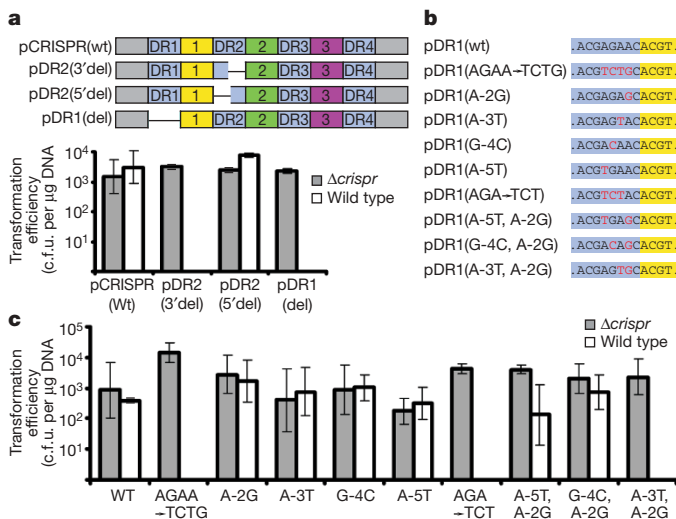 a
pCRISPR(wt) DR1 1 DR2 2 DR3 3 DR4
pDR2(3′del) DR1 1 2 DR3 3 DR4
pDR2(5′del) DR1 1 DR2 2 DR3 3 DR4
pDR1(del) 1 DR2 2 DR3 3 DR4
Transformation
efficiency
(c.f.u. per μg DNA)
10⁴
10³
10²
10¹
Δcrispr
Wild type
pCRISPR
(Wt)
pDR2
(3′del)
pDR2
(5′del)
pDR1
(del)
b
pDR1(wt) .ACGAGAACACGT.
pDR1(AGAA→TCTG) .ACGTCTGCACGT.
pDR1(A-2G) .ACGAGAGCACGT.
pDR1(A-3T) .ACGAGTACACGT.
pDR1(G-4C) .ACGACAACACGT.
pDR1(A-5T) .ACGTGAACACGT.
pDR1(AGA→TCT) .ACGTCTACACGT.
pDR1(A-5T, A-2G) .ACGTGAGCACGT.
pDR1(G-4C, A-2G) .ACGACAGCACGT.
pDR1(A-3T, A-2G) .ACGAGTGCACGT.
c
Transformation
efficiency
(c.f.u. per μg DNA)
10⁵
10⁴
10³
10²
10¹
Δcrispr
Wild type
WT
AGAA
→TCTG
A-2G
A-3T
G-4C
A-5T
AGA
→TCT
A-5T,
A-2G
G-4C,
A-2G
A-3T,
A-2G